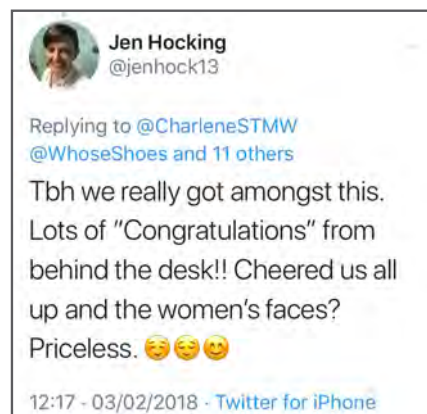 Jen Hocking
@jenhock13
Replying to @CharleneSTMW
@WhoseShoes and 11 others
Tbh we really got amongst this.
Lots of “Congratulations” from
behind the desk!! Cheered us all
up and the women’s faces?
Priceless. ☺️😌😊
12:17 - 03/02/2018 · Twitter for iPhone